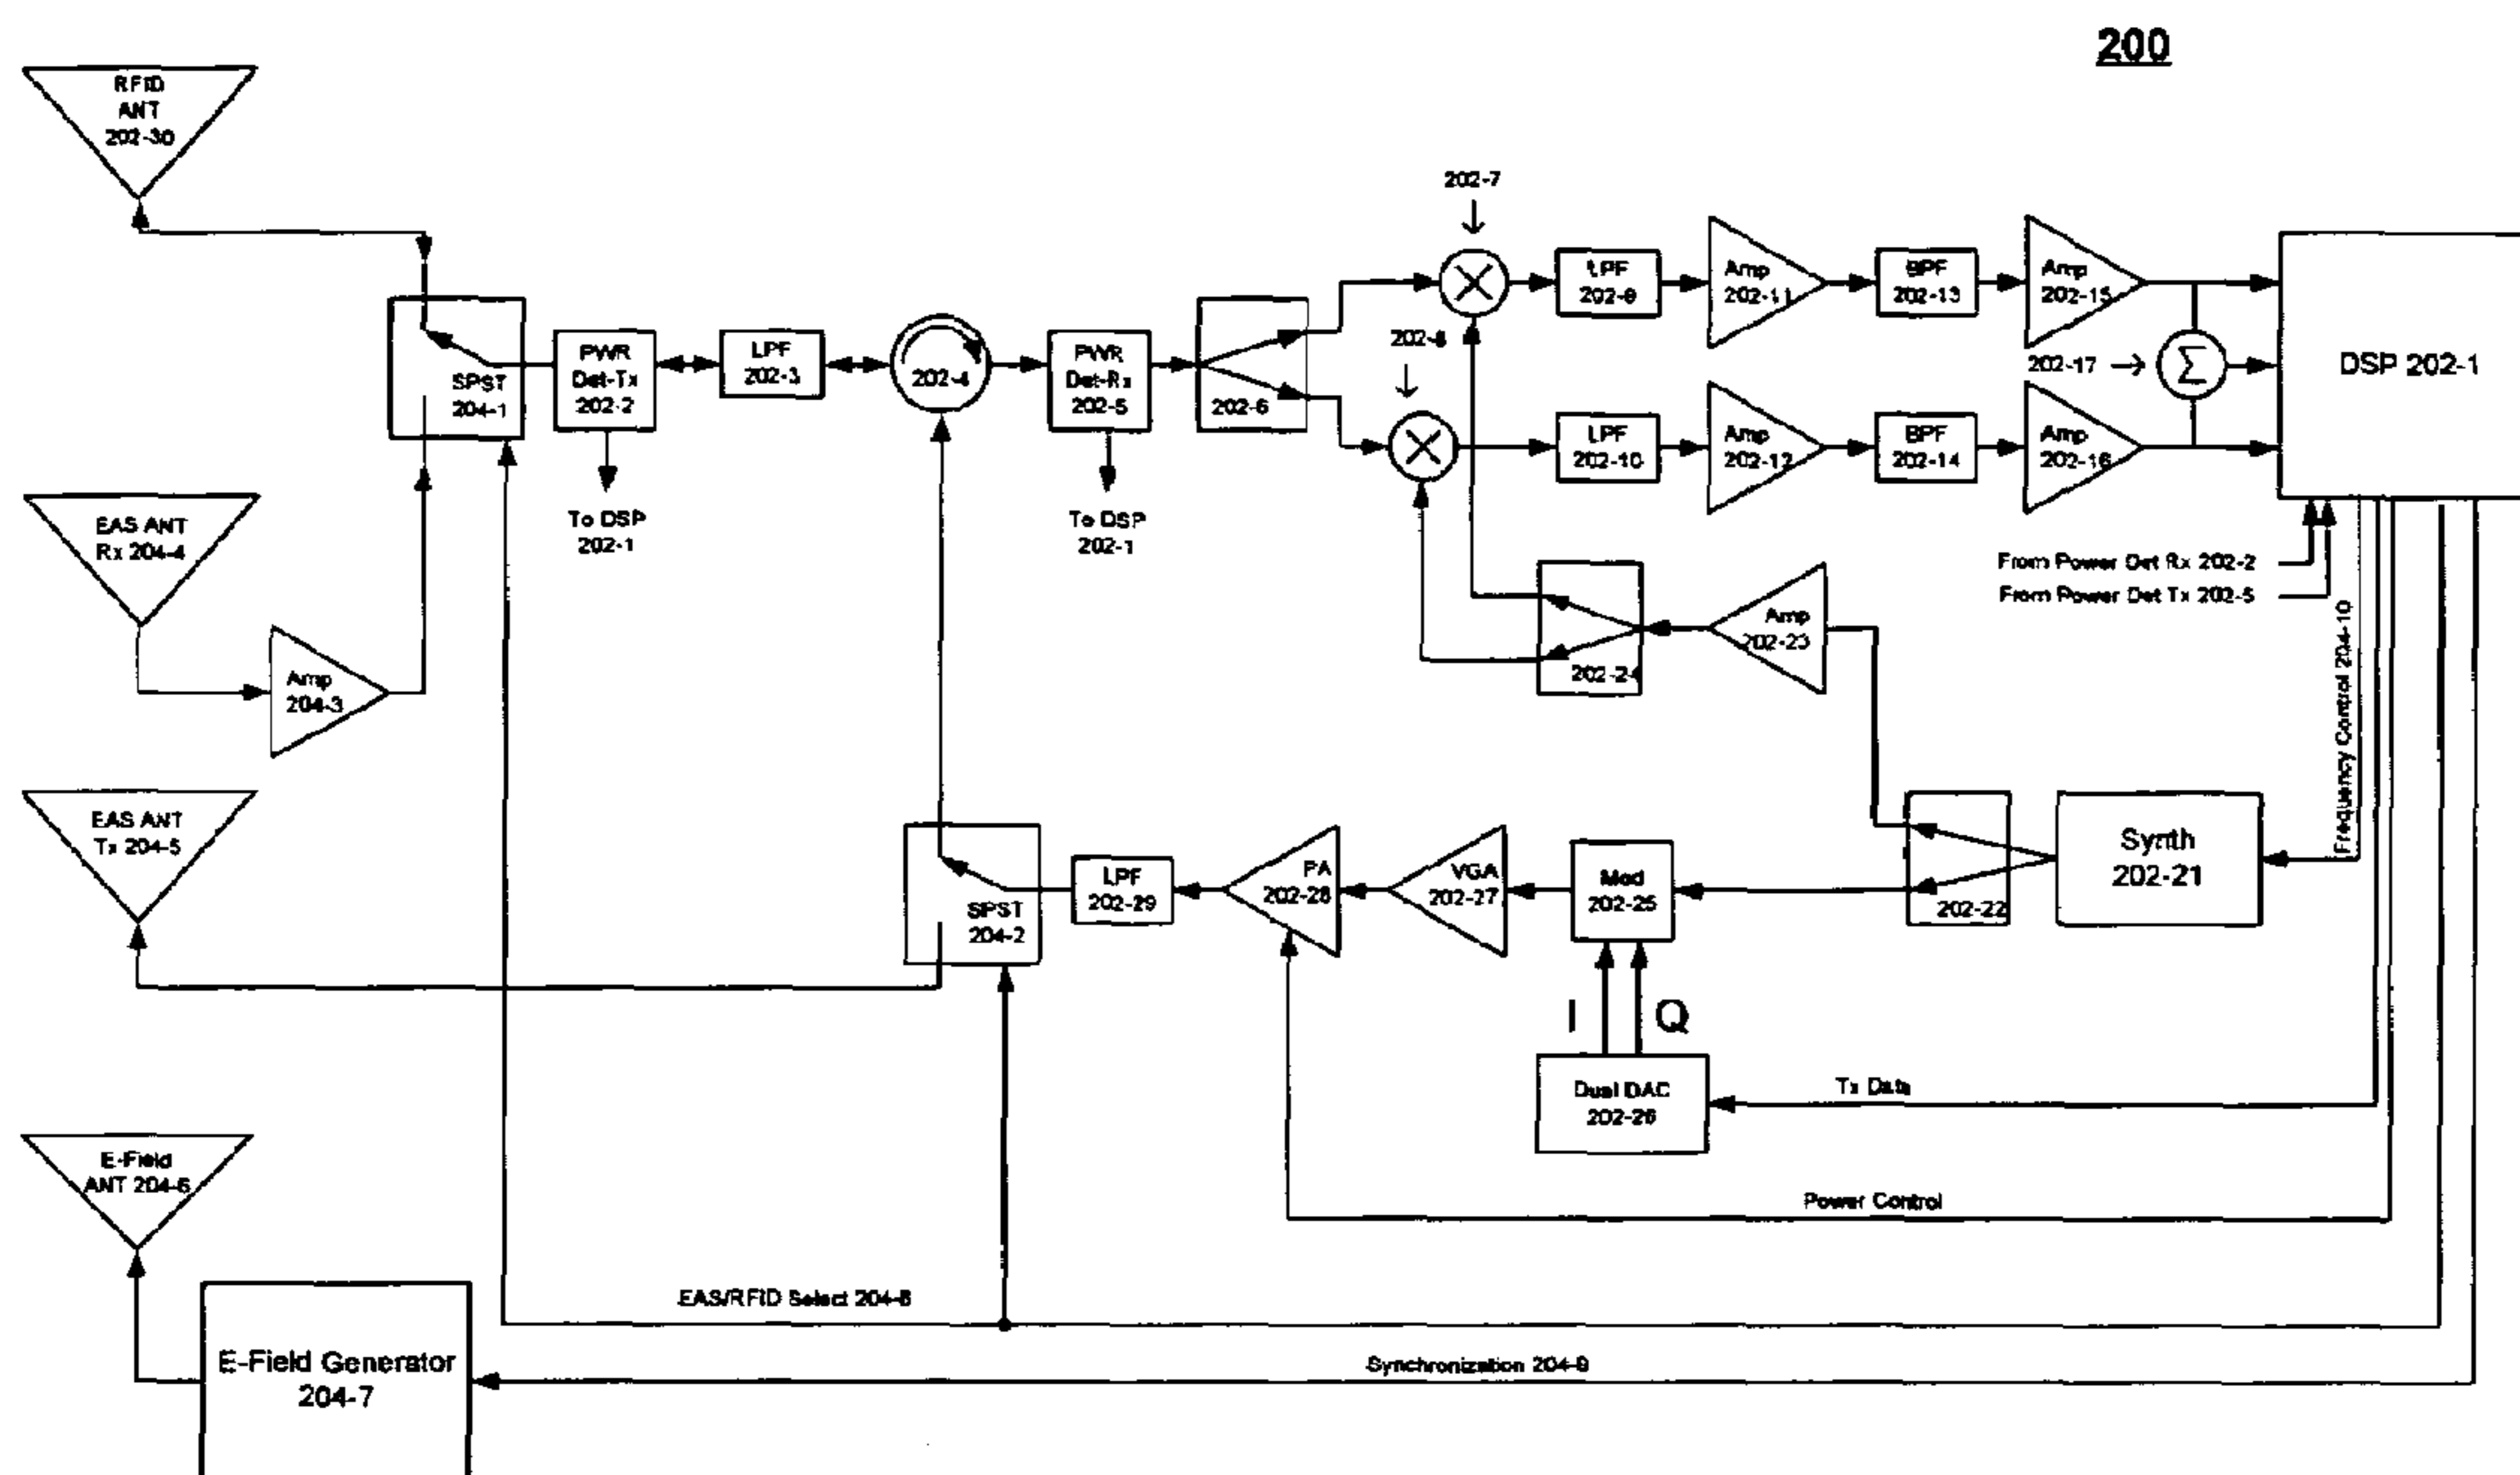 200
RFID
ANT
202-30
202-7
LPF
202-9
Amp
202-11
BPF
202-13
Amp
202-15
SPST
204-1
PWR
Det-Tx
202-2
LPF
202-3
202-4
PWR
Det-Rx
202-5
202-6
202-8
202-17
Σ
DSP 202-1
LPF
202-10
Amp
202-12
BPF
202-14
Amp
202-16
EAS ANT
Rx 204-4
To DSP
202-1
To DSP
202-1
From Power Det Rx 202-2
From Power Det Tx 202-5
Amp
204-3
202-24
Amp
202-23
Frequency Control 204-10
EAS ANT
Tx 204-5
SPST
204-2
LPF
202-29
PA
202-28
VGA
202-27
Mod
202-25
202-22
Synth
202-21
I
Q
Dual DAC
202-26
Tx Data
E-Field
ANT 204-6
Power Control
EAS/RFID Select 204-8
E-Field Generator
204-7
Synchronization 204-9